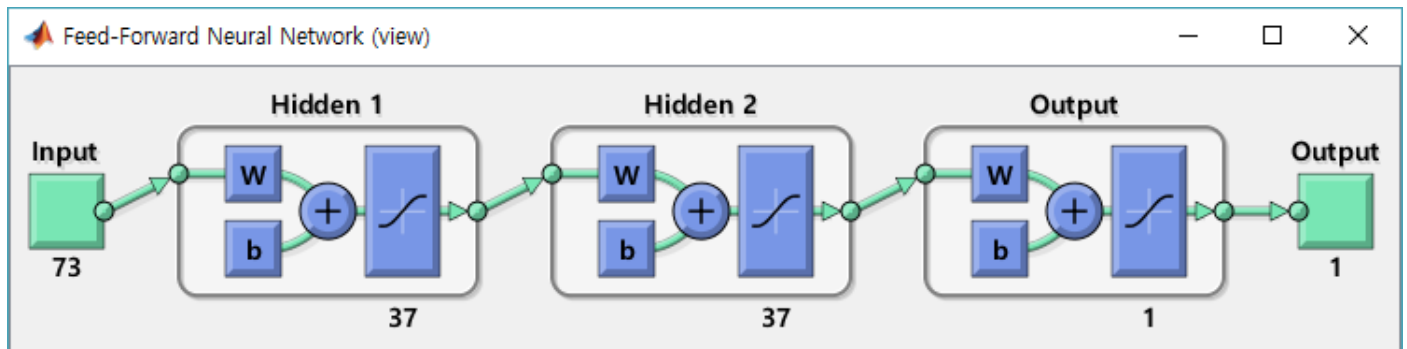 Feed-Forward Neural Network (view)
Hidden 1
Hidden 2
Output
Input
Output
W
W
W
+
+
+
b
b
b
73
1
37
37
1